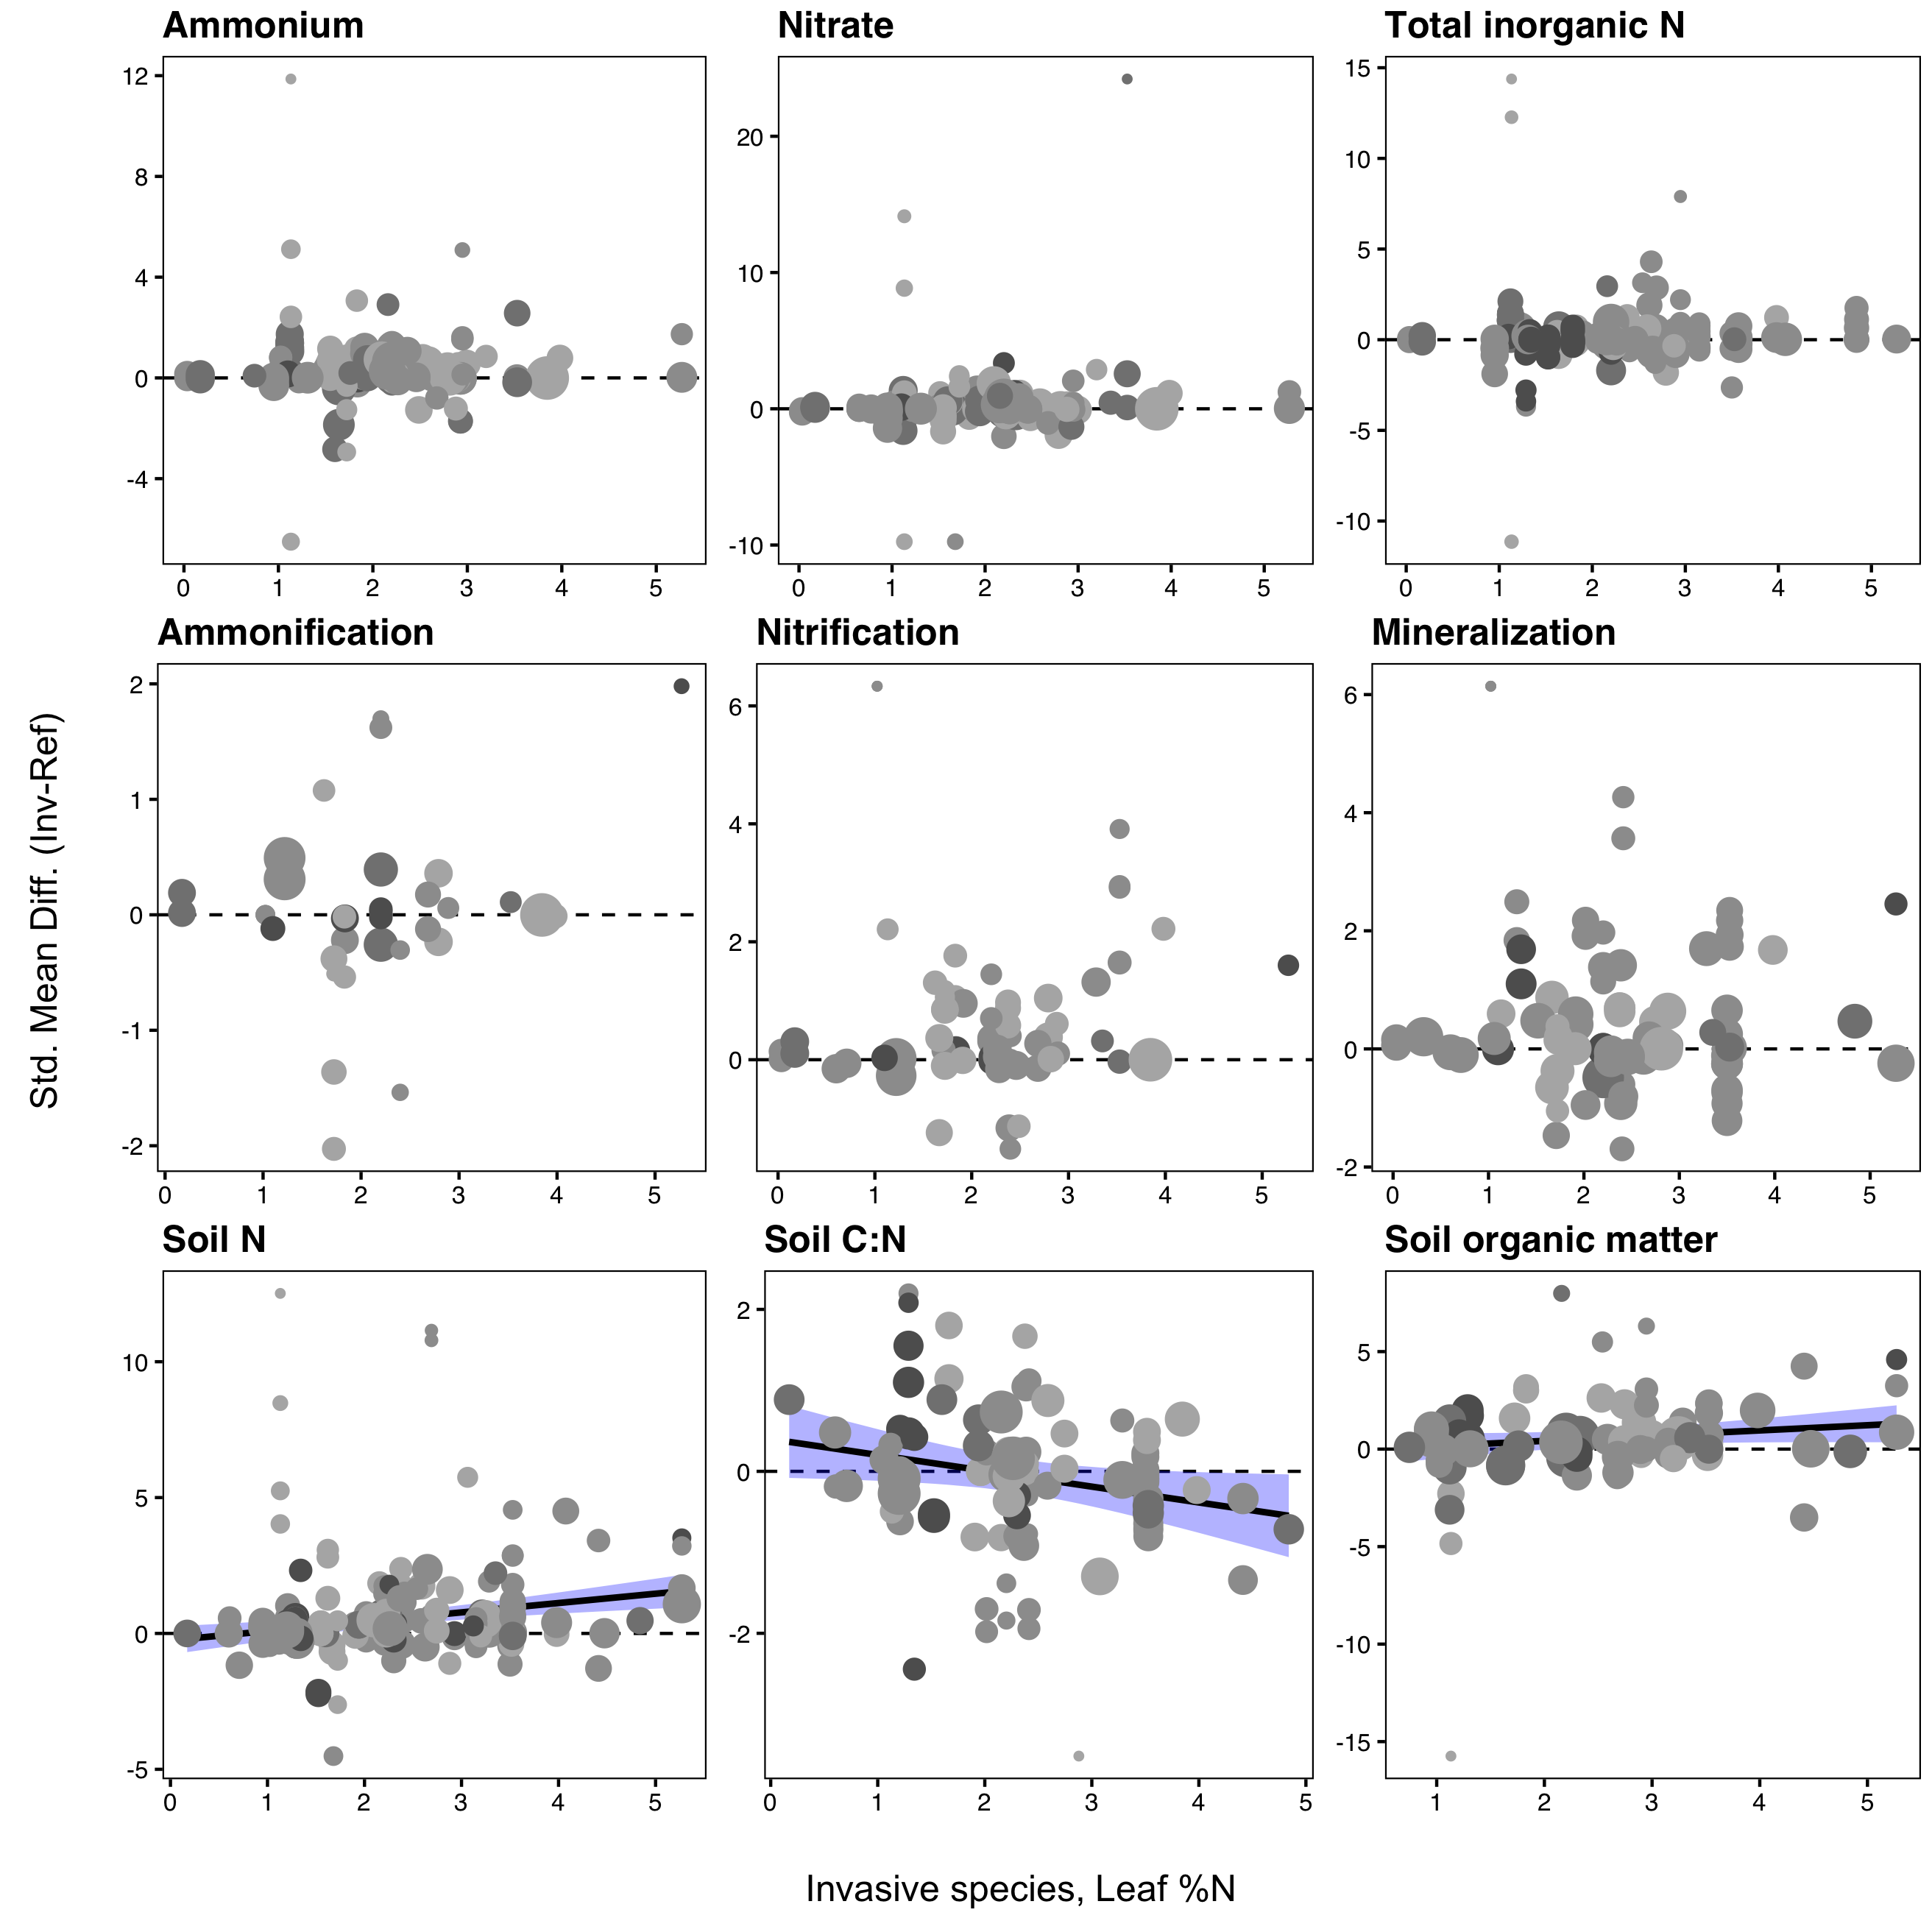 Ammonium Nitrate Total inorganic N
12 8 4 0 -4
20 10 0 -10
15 10 5 0 -5 -10
0 1 2 3 4 5 0 1 2 3 4 5 0 1 2 3 4 5
Ammonification Nitrification Mineralization
Std. Mean Diff. (Inv-Ref)
2 1 0 -1 -2
6 4 2 0
6 4 2 0 -2
0 1 2 3 4 5 0 1 2 3 4 5 0 1 2 3 4 5
Soil N Soil C:N Soil organic matter
10 5 0 -5
2 0 -2
5 0 -5 -10 -15
0 1 2 3 4 5 0 1 2 3 4 5 1 2 3 4 5
Invasive species, Leaf %N